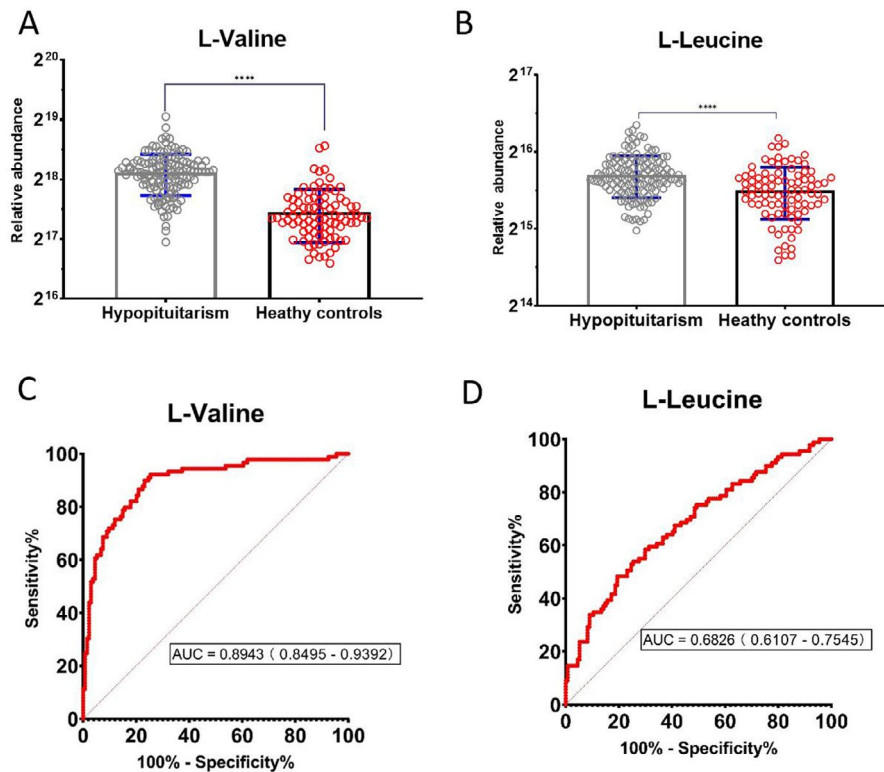 A
L-Valine
2^20
2^19
2^18
2^17
2^16
Relative abundance
****
Hypopituitarism Heathy controls
B
L-Leucine
2^17
2^16
2^15
2^14
Relative abundance
****
Hypopituitarism Heathy controls
C
L-Valine
100
80
60
40
20
0
Sensitivity%
AUC = 0.8943 ( 0.8495 - 0.9392)
0 20 40 60 80 100
100% - Specificity%
D
L-Leucine
100
80
60
40
20
0
Sensitivity%
AUC = 0.6826 ( 0.6107 - 0.7545)
0 20 40 60 80 100
100% - Specificity%